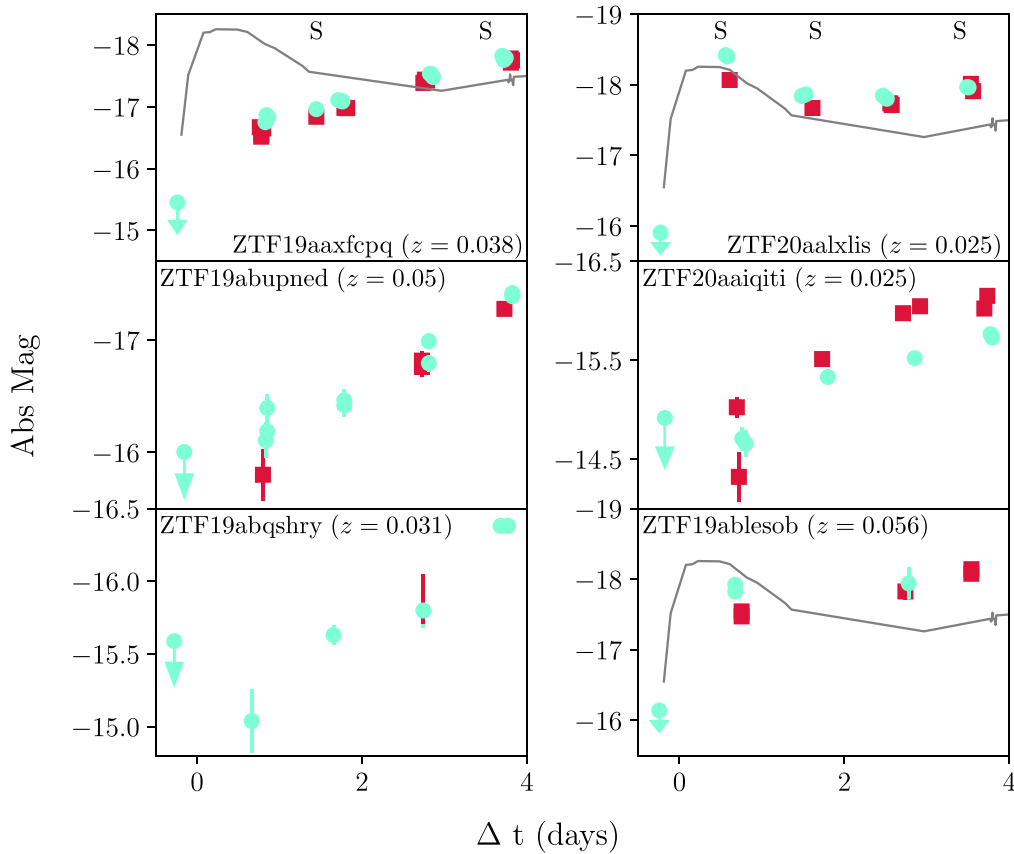 S S
−18
−17
−16
−15
ZTF19aaxfcpq (z = 0.038)
−19
S S S
−18
−17
−16
ZTF20aalxlis (z = 0.025)
ZTF19abupned (z = 0.05)
−17
−16
−16.5
ZTF20aaiqiti (z = 0.025)
−15.5
−14.5
Abs Mag
−16.5
ZTF19abqshry (z = 0.031)
−16.0
−15.5
−15.0
0 2 4
−19
ZTF19ablesob (z = 0.056)
−18
−17
−16
0 2 4
Δ t (days)